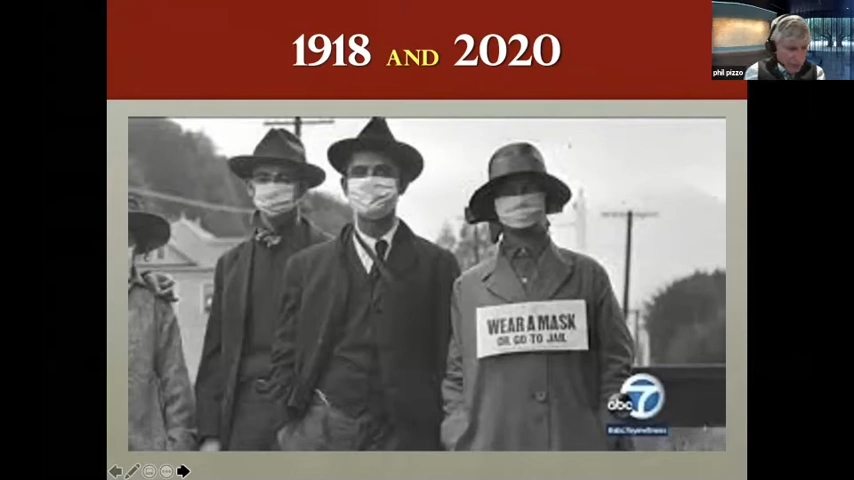 1918 AND 2020
phil pizzo
WEAR A MASK
OR GO TO JAIL
abc 7